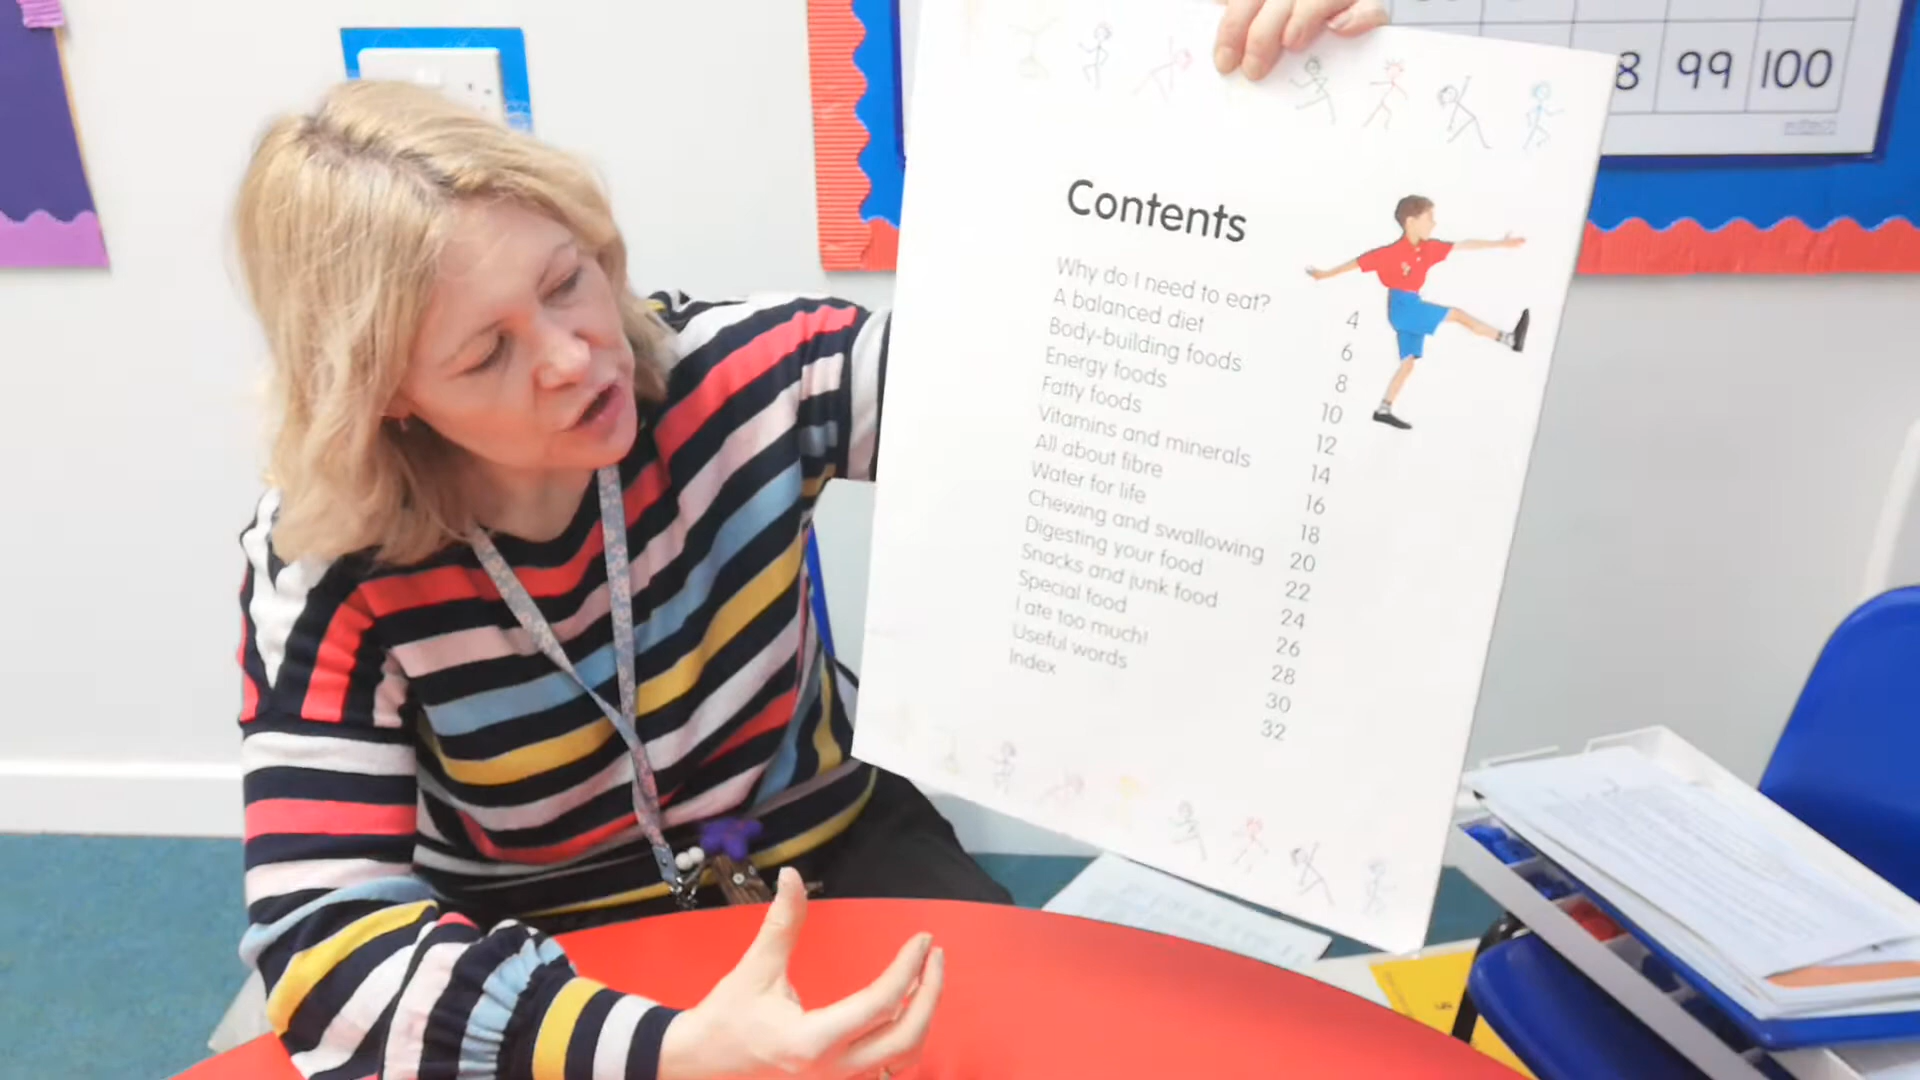 8 99 100
Contents
Why do I need to eat? 4
A balanced diet 6
Body-building foods 8
Energy foods 10
Fatty foods 12
Vitamins and minerals 14
All about fibre 16
Water for life 18
Chewing and swallowing 20
Digesting your food 22
Snacks and junk food 24
Special food 26
I ate too much! 28
Useful words 30
Index 32